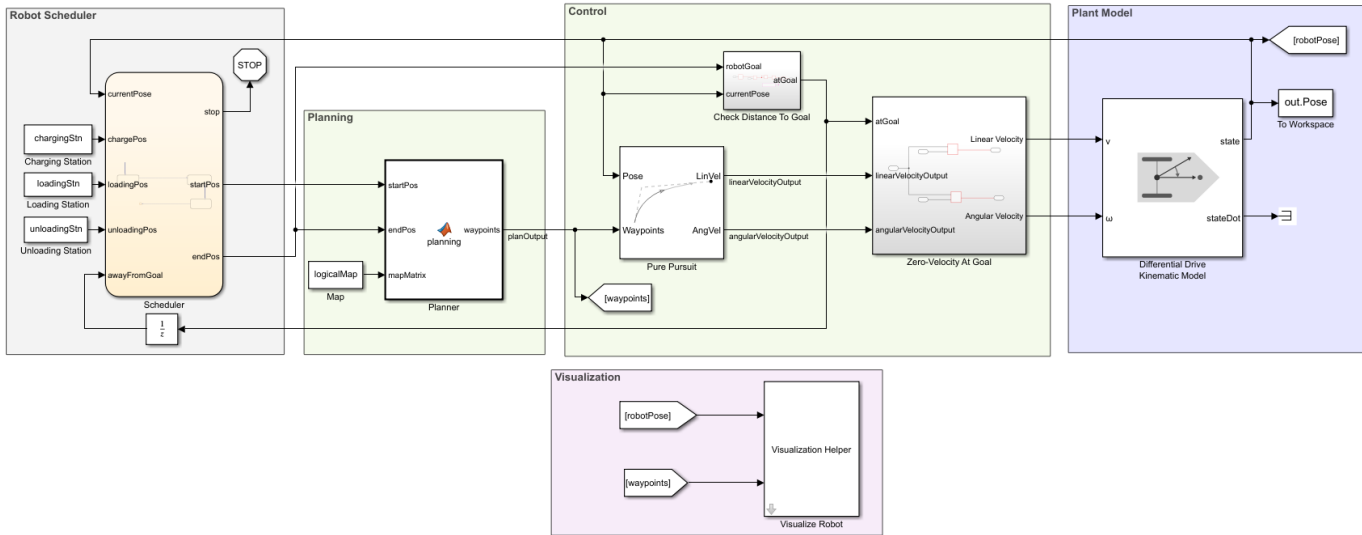 Robot Scheduler
currentPose
chargePos
loadingPos
unloadingPos
awayFromGoal
stop
startPos
endPos
Scheduler
STOP
chargingStn
Charging Station
loadingStn
Loading Station
unloadingStn
Unloading Station
1
z
Planning
startPos
endPos
mapMatrix
planning
waypoints
Planner
logicalMap
Map
planOutput
Control
robotGoal
currentPose
atGoal
Check Distance To Goal
Pose
Waypoints
LinVel
AngVel
Pure Pursuit
linearVelocityOutput
angularVelocityOutput
[waypoints]
atGoal
linearVelocityOutput
angularVelocityOutput
Linear Velocity
Angular Velocity
Zero-Velocity At Goal
Plant Model
[robotPose]
out.Pose
To Workspace
v
ω
state
stateDot
Differential Drive
Kinematic Model
Visualization
[robotPose]
[waypoints]
Visualization Helper
Visualize Robot